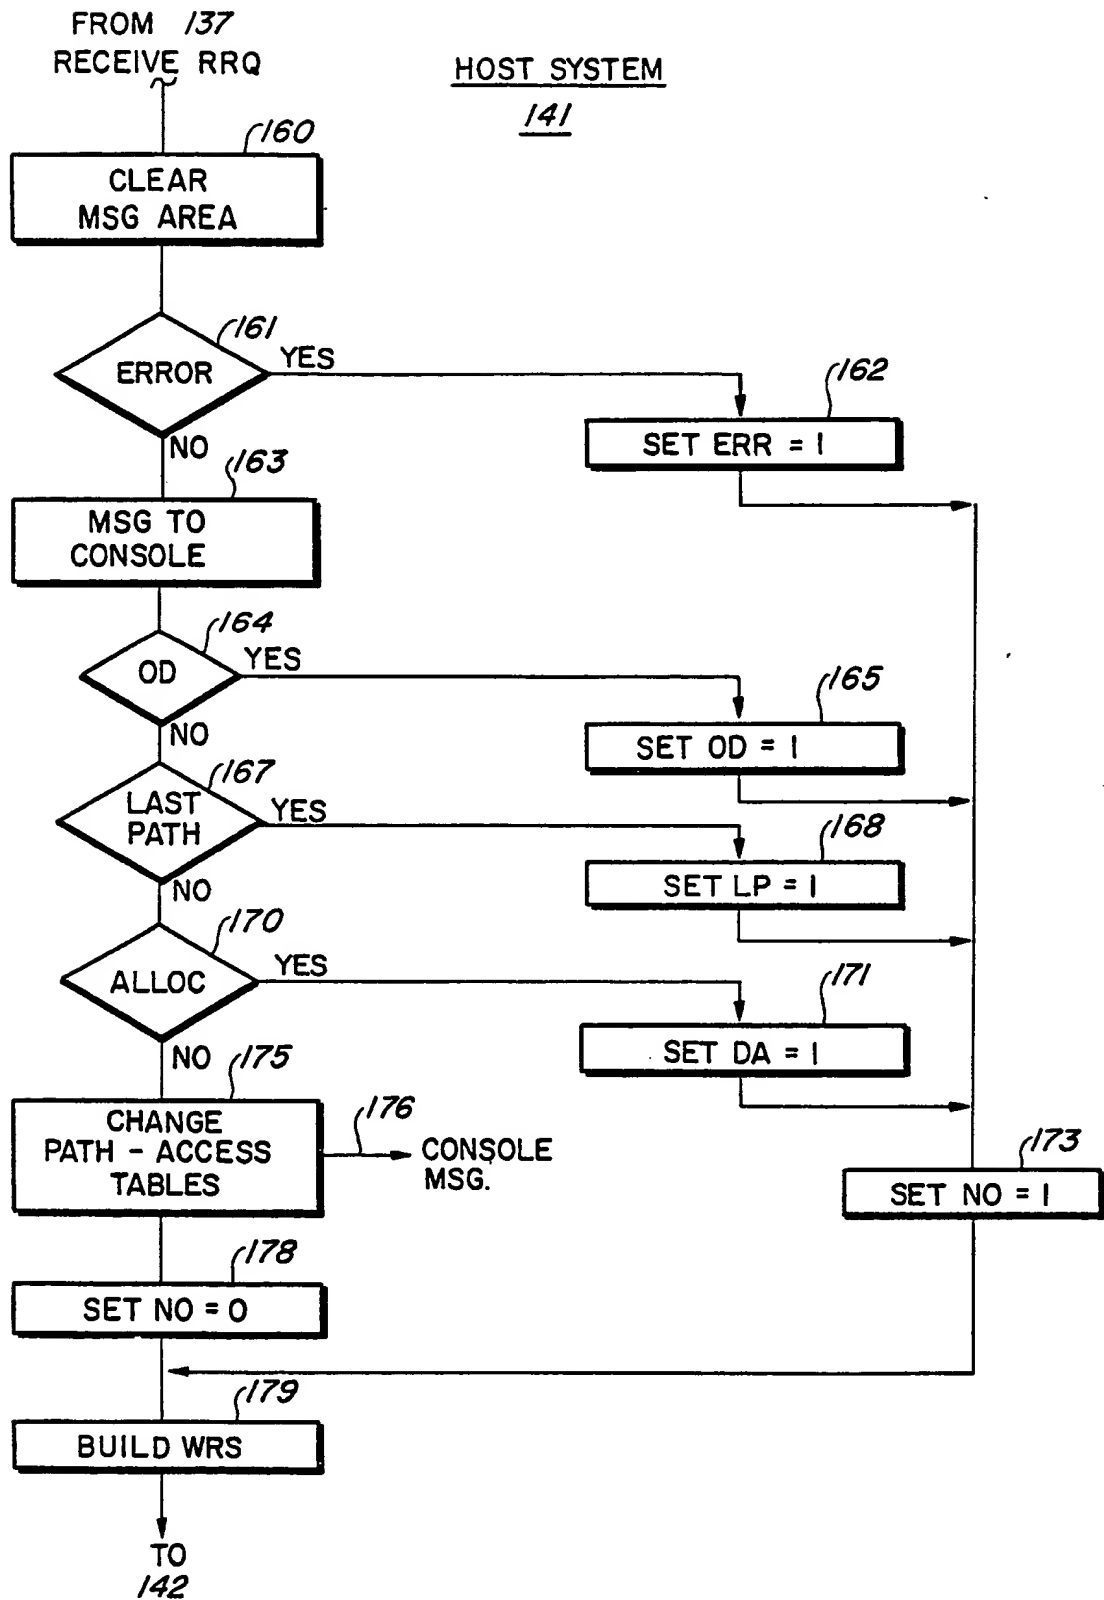 FROM 137
RECEIVE RRQ
HOST SYSTEM
141
160
CLEAR
MSG AREA
161
ERROR
YES
NO
162
SET ERR = 1
163
MSG TO
CONSOLE
164
OD
YES
NO
165
SET OD = 1
167
LAST
PATH
YES
NO
168
SET LP = 1
170
ALLOC
YES
NO
171
SET DA = 1
175
CHANGE
PATH - ACCESS
TABLES
176
CONSOLE
MSG.
173
SET NO = 1
178
SET NO = 0
179
BUILD WRS
TO
142